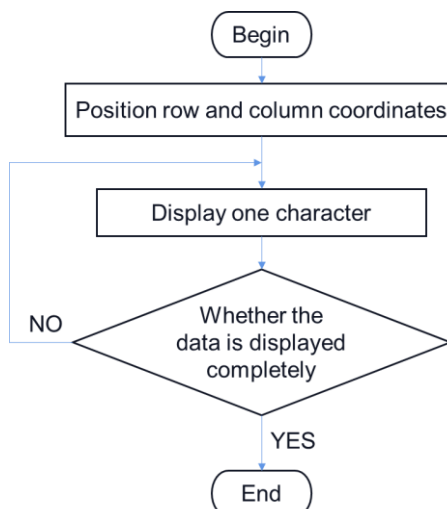 Begin
Position row and column coordinates
Display one character
Whether the
data is displayed
completely
NO
YES
End